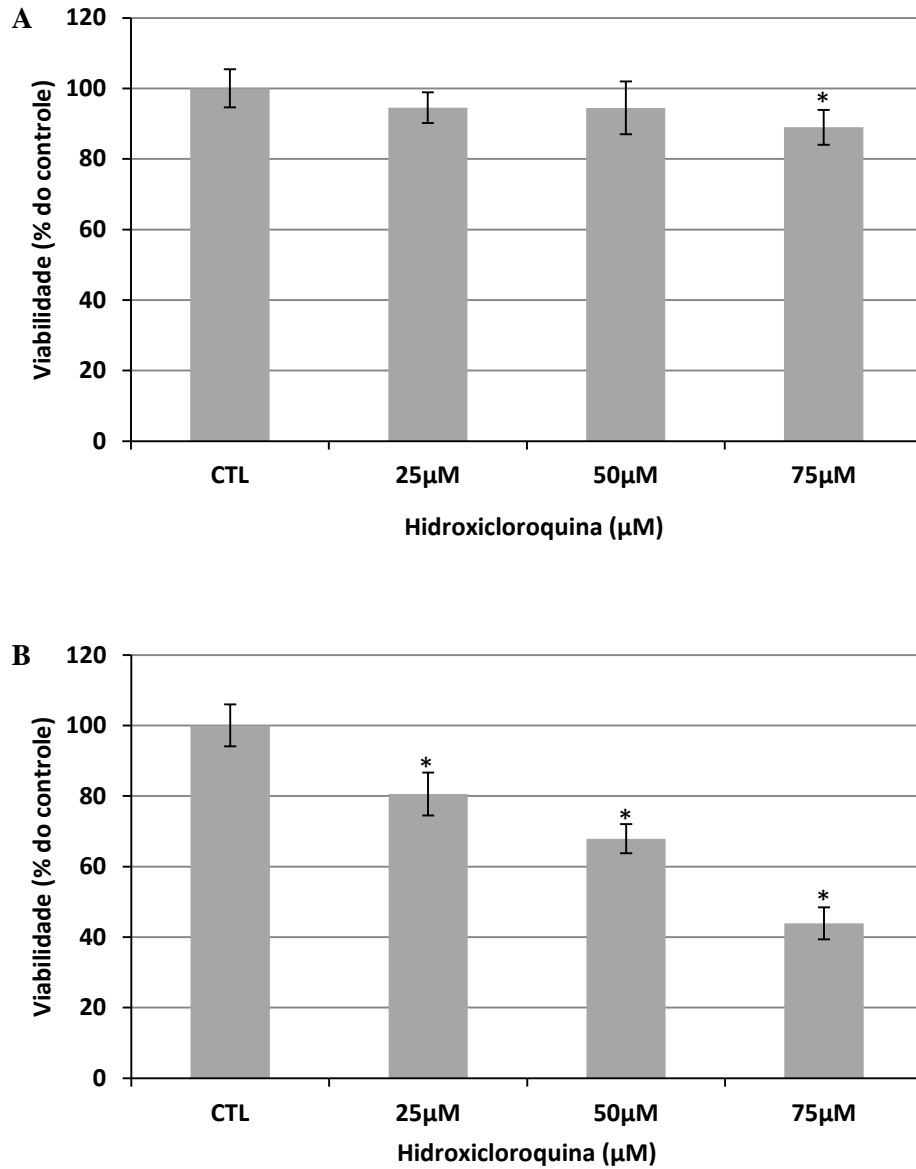 A
Viabilidade (% do controle)
120
100
80
60
40
20
0
*
CTL 25µM 50µM 75µM
Hidroxicloroquina (µM)
B
Viabilidade (% do controle)
120
100
80
60
40
20
0
*
*
*
CTL 25µM 50µM 75µM
Hidroxicloroquina (µM)